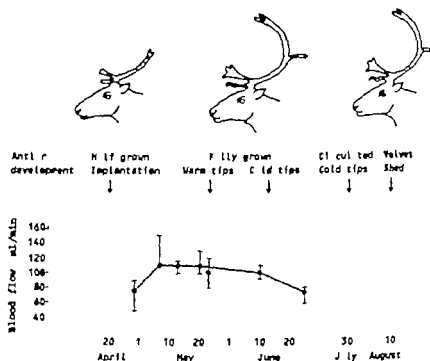 Antl r development
H lf grown Implantation
F lly grown
Warm tips C ld tips
Cl cul ted Cold tips
Velvet Shed
Blood flow ml/min
160
140
120
100
80
60
40
20 1 10 20 1 10 20 30 10
April May June J ly August